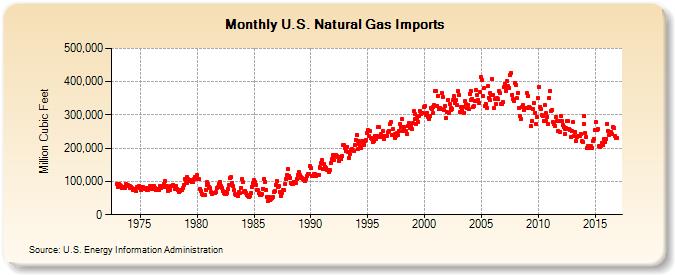 Monthly U.S. Natural Gas Imports
Million Cubic Feet
500,000
400,000
300,000
200,000
100,000
0
1975 1980 1985 1990 1995 2000 2005 2010 2015
Source: U.S. Energy Information Administration